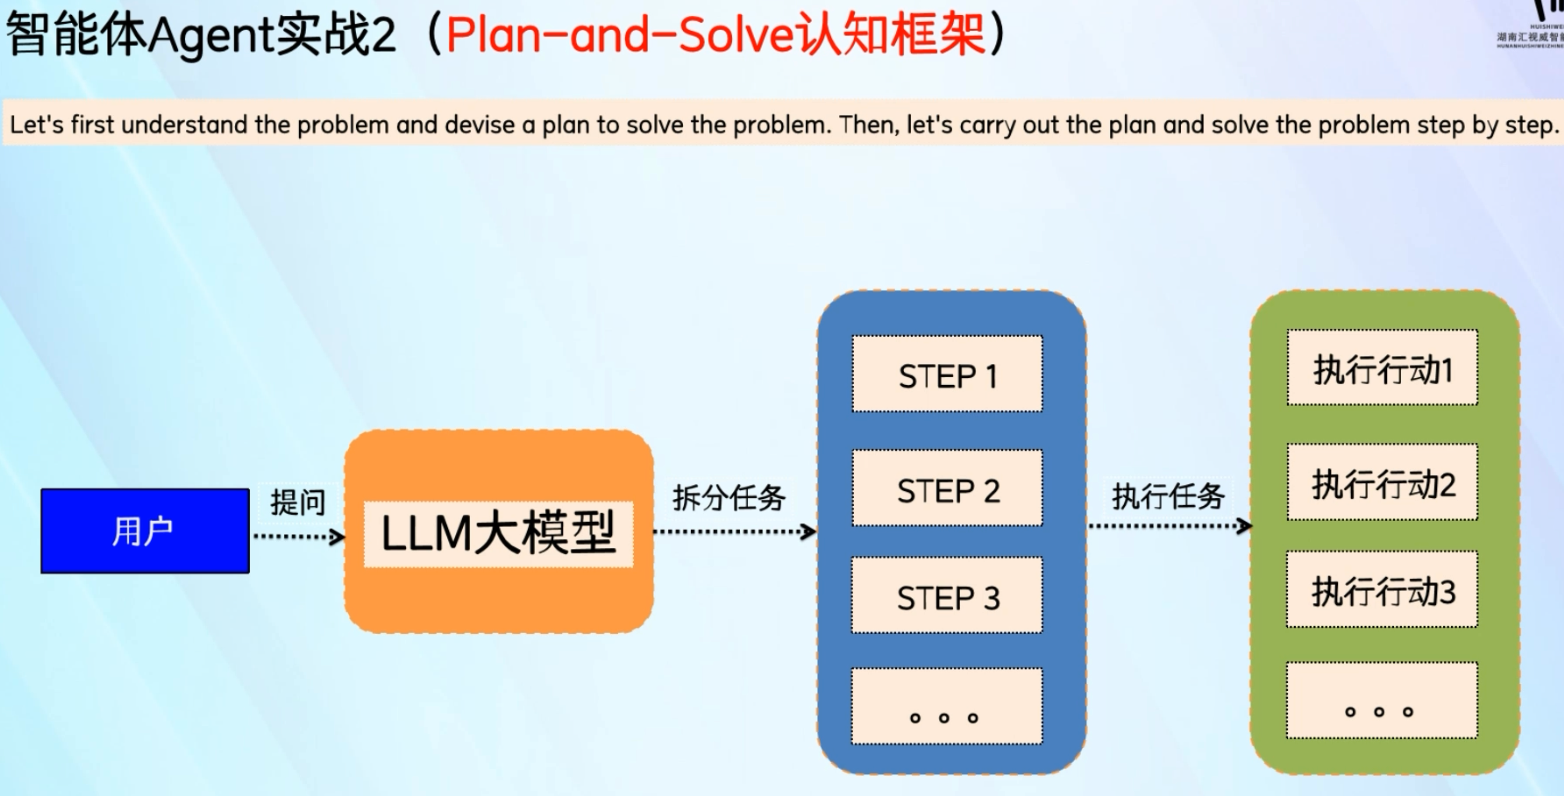 智能体Agent实战2（Plan-and-Solve认知框架）
湖南汇视威智
Let's first understand the problem and devise a plan to solve the problem. Then, let's carry out the plan and solve the problem step by step.
用户
提问
LLM大模型
拆分任务
STEP 1
STEP 2
STEP 3
。。。
执行任务
执行行动1
执行行动2
执行行动3
。。。